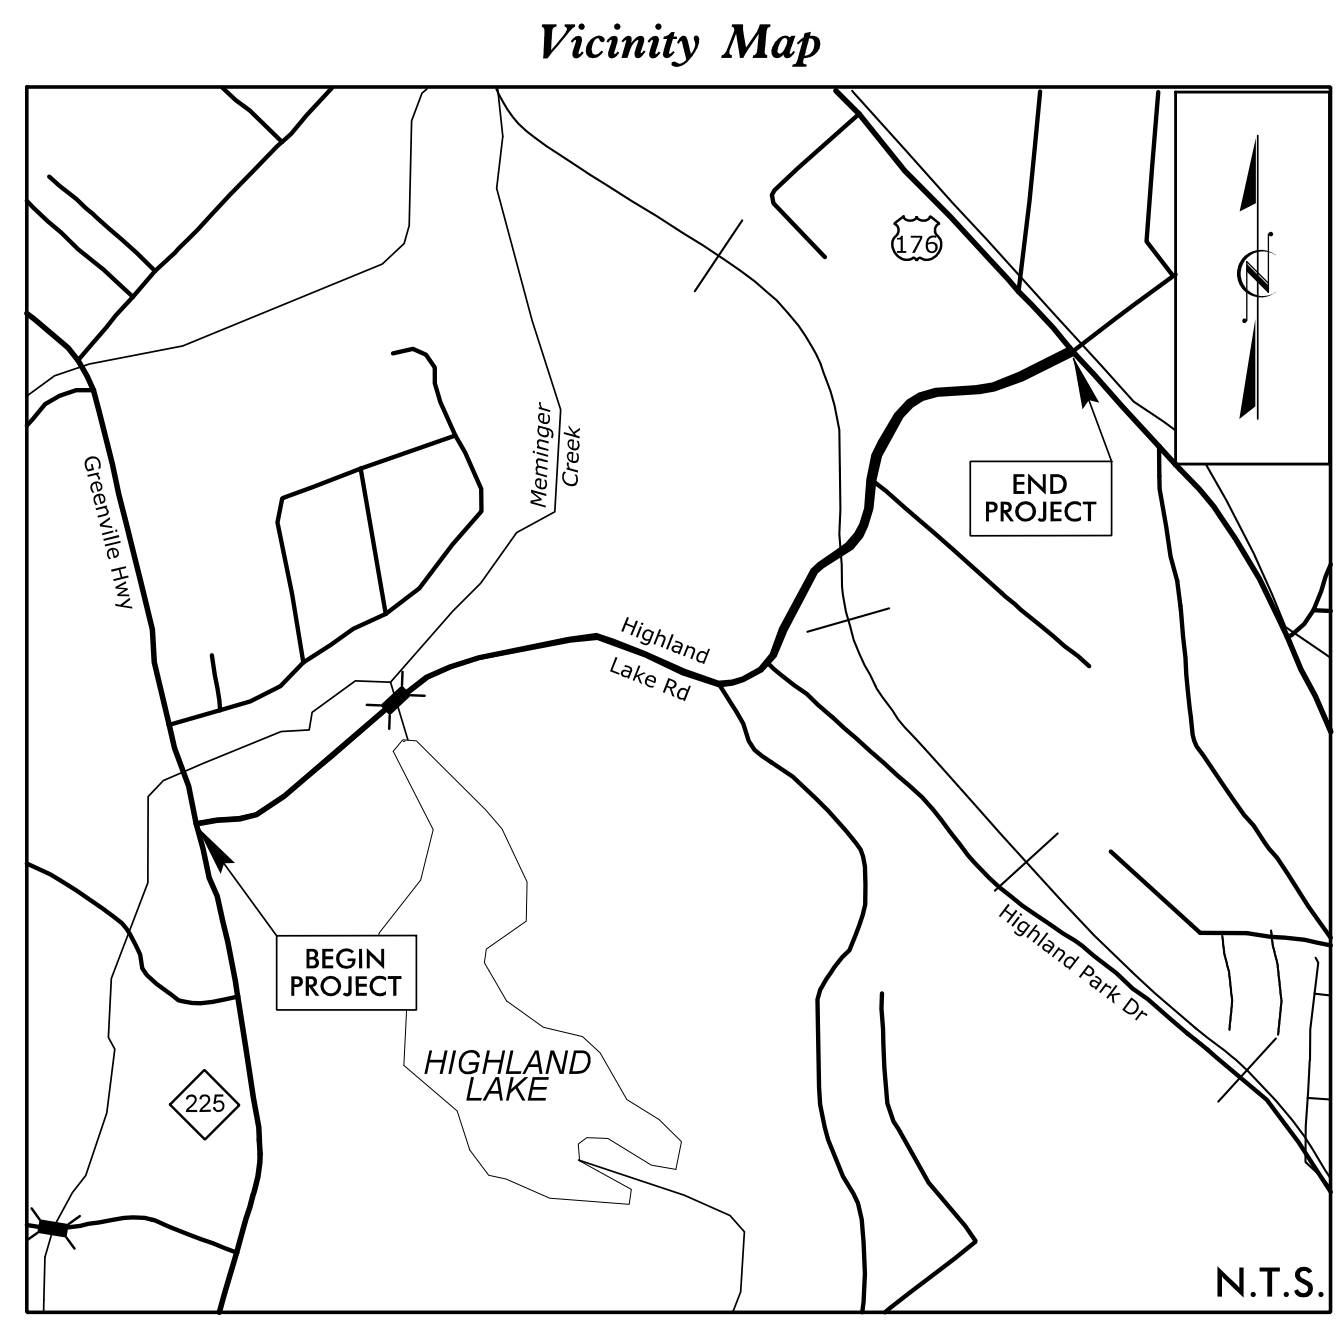 Vicinity Map
176
Meminger
Creek
Greenville Hwy
END
PROJECT
Highland
Lake Rd
BEGIN
PROJECT
Highland Park Dr
HIGHLAND
LAKE
225
N.T.S.
N